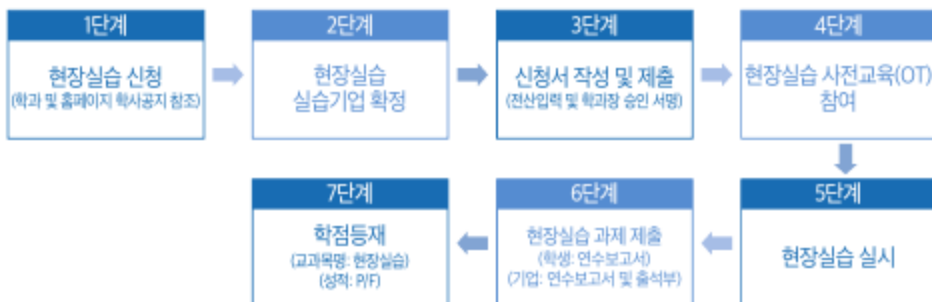 1단계
현장실습 신청
(학과 및 홈페이지 학사공지 참조)
2단계
현장실습
실습기업 확정
3단계
신청서 작성 및 제출
(전산입력 및 학과장 승인 서명)
4단계
현장실습 사전교육(OT)
참여
5단계
현장실습 실시
6단계
현장실습 과제 제출
(학생: 연수보고서)
(기업: 연수보고서 및 출석부)
7단계
학점등재
(교과목명: 현장실습)
(성적: P/F)